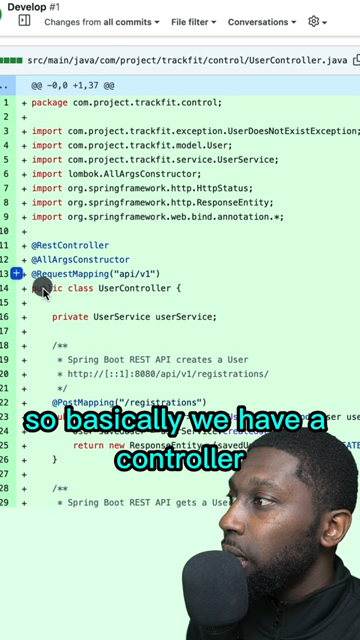 Develop #1
Changes from all commits
File filter
Conversations
src/main/java/com/project/trackfit/control/UserController.java
@@ -0,0 +1,37 @@
1 + package com.project.trackfit.control;
2 +
3 + import com.project.trackfit.exception.UserDoesNotExistException;
4 + import com.project.trackfit.model.User;
5 + import com.project.trackfit.service.UserService;
6 + import lombok.AllArgsConstructor;
7 + import org.springframework.http.HttpStatus;
8 + import org.springframework.http.ResponseEntity;
9 + import org.springframework.web.bind.annotation.*;
10 +
11 + @RestController
12 + @AllArgsConstructor
13 + @RequestMapping("api/v1")
14 + public class UserController {
15 +
16 + private UserService userService;
17 +
18 + /**
19 + * Spring Boot REST API creates a User
20 + * http://[::1]:8080/api/v1/registrations/
21 + */
22 + @PostMapping("/registrations")
so basically we have a
controller
25 + return new ResponseEntity
26 + }
27 +
28 + /**
29 + * Spring Boot REST API gets a User